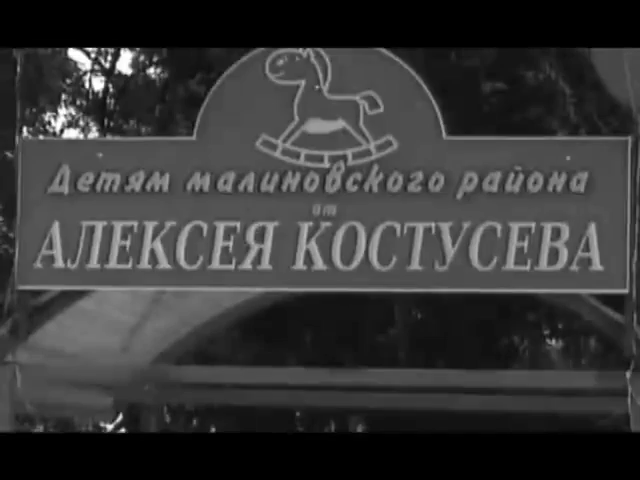 Детям малиновского района
от
АЛЕКСЕЯ КОСТУСЕВА